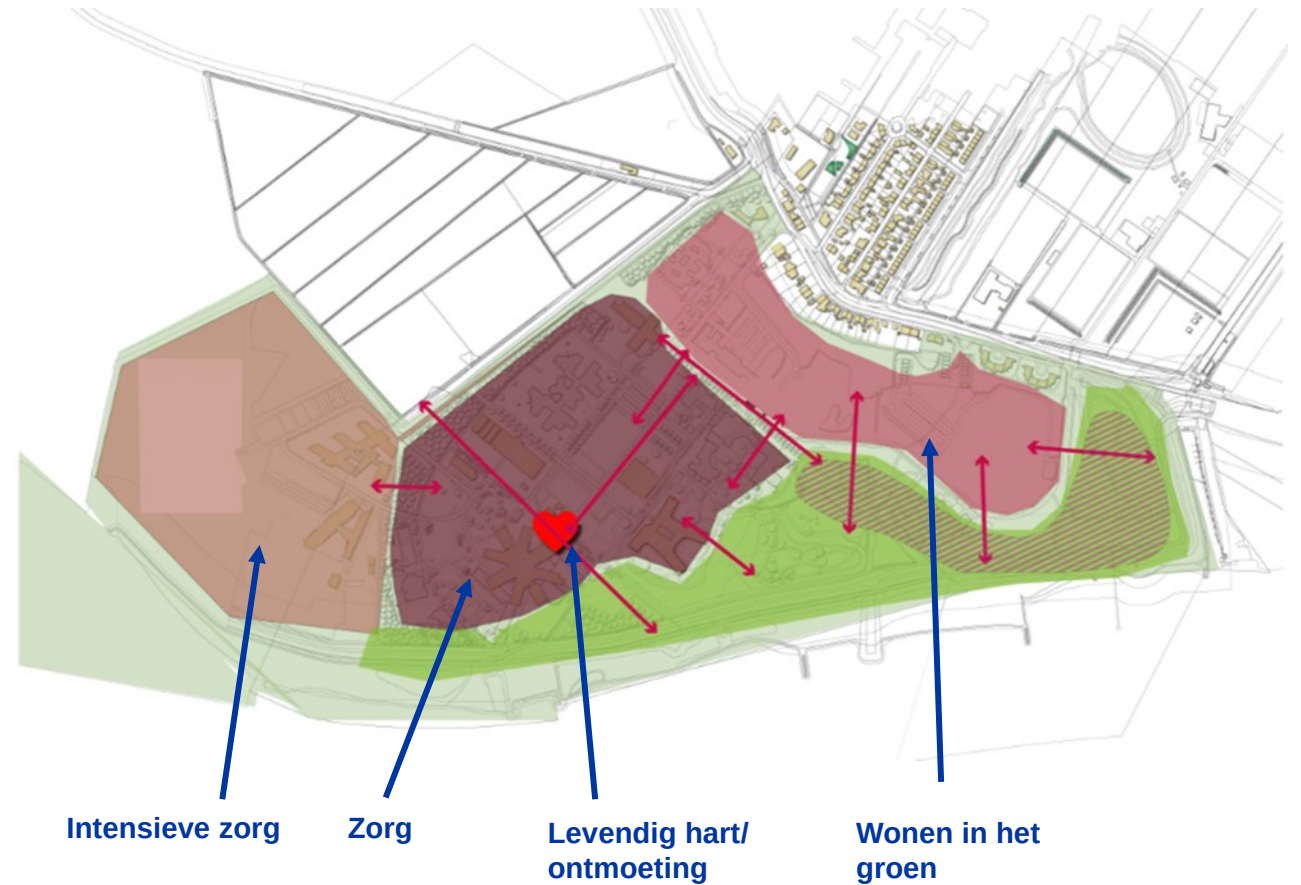 Intensieve zorg
Zorg
Levendig hart/
ontmoeting
Wonen in het
groen